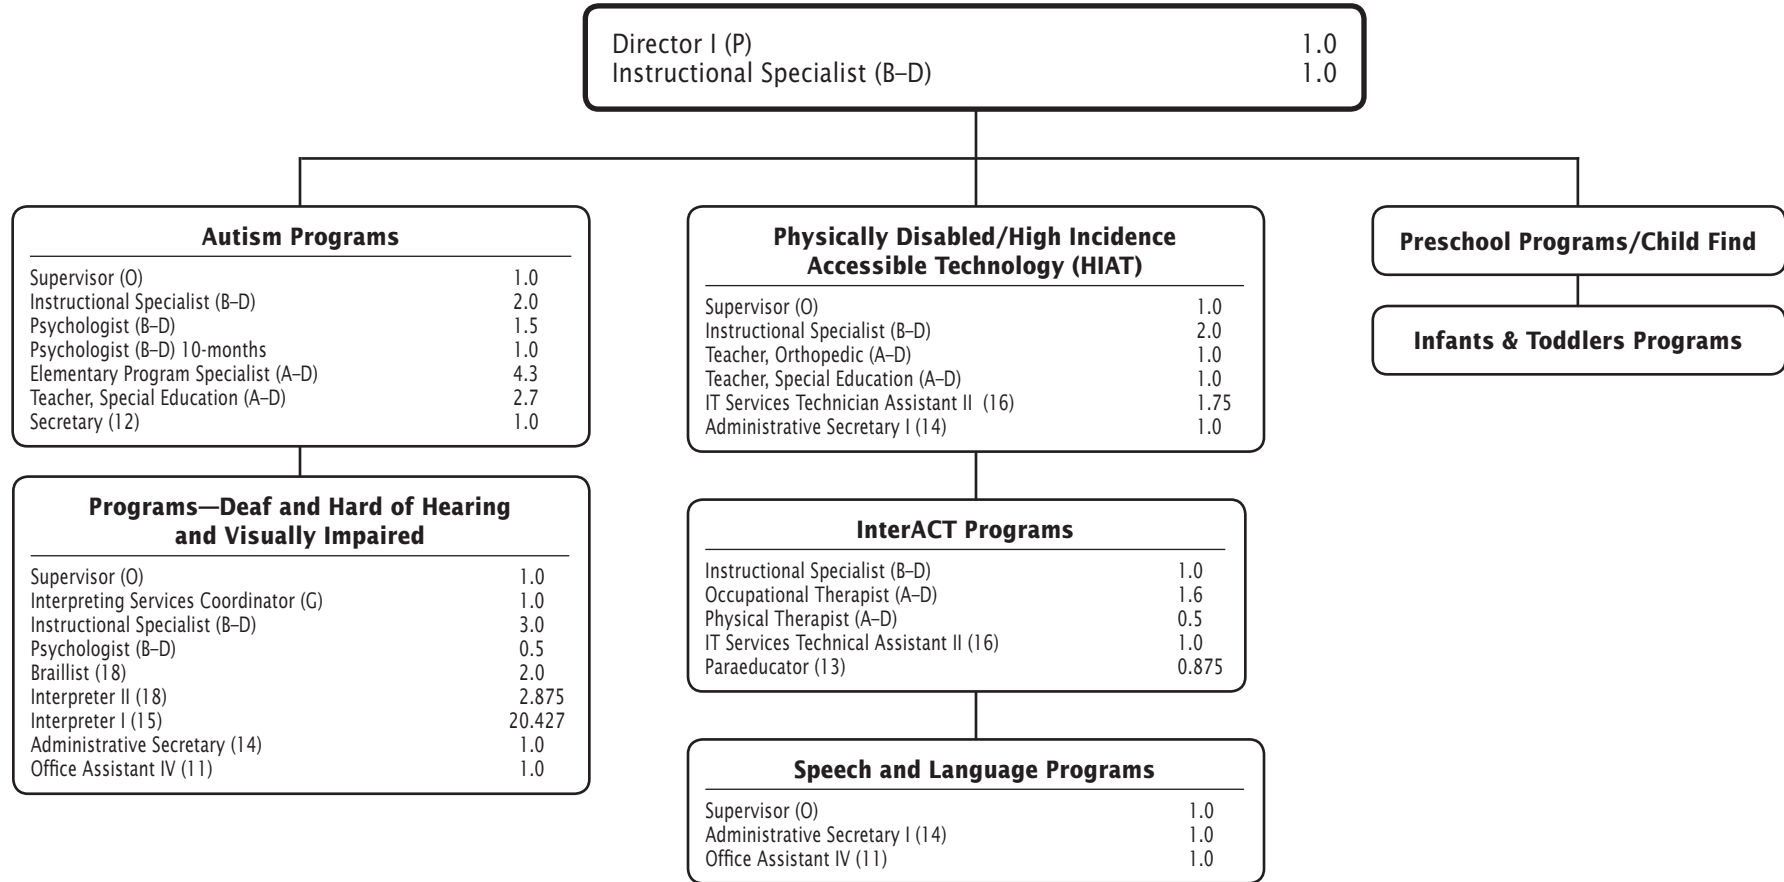 Director I (P) 1.0
Instructional Specialist (B–D) 1.0
Autism Programs
Supervisor (O) 1.0
Instructional Specialist (B–D) 2.0
Psychologist (B–D) 1.5
Psychologist (B–D) 10-months 1.0
Elementary Program Specialist (A–D) 4.3
Teacher, Special Education (A–D) 2.7
Secretary (12) 1.0
Programs—Deaf and Hard of Hearing
and Visually Impaired
Supervisor (O) 1.0
Interpreting Services Coordinator (G) 1.0
Instructional Specialist (B–D) 3.0
Psychologist (B–D) 0.5
Braillist (18) 2.0
Interpreter II (18) 2.875
Interpreter I (15) 20.427
Administrative Secretary (14) 1.0
Office Assistant IV (11) 1.0
Physically Disabled/High Incidence
Accessible Technology (HIAT)
Supervisor (O) 1.0
Instructional Specialist (B–D) 2.0
Teacher, Orthopedic (A–D) 1.0
Teacher, Special Education (A–D) 1.0
IT Services Technician Assistant II (16) 1.75
Administrative Secretary I (14) 1.0
InterACT Programs
Instructional Specialist (B–D) 1.0
Occupational Therapist (A–D) 1.6
Physical Therapist (A–D) 0.5
IT Services Technical Assistant II (16) 1.0
Paraeducator (13) 0.875
Speech and Language Programs
Supervisor (O) 1.0
Administrative Secretary I (14) 1.0
Office Assistant IV (11) 1.0
Preschool Programs/Child Find
Infants & Toddlers Programs